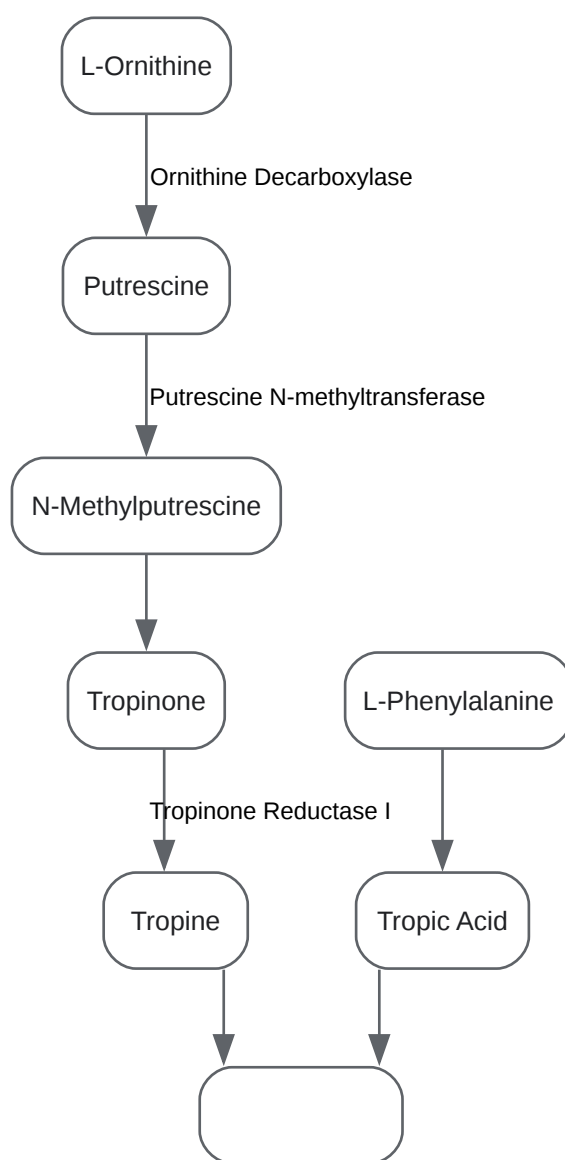 L-Ornithine
Ornithine Decarboxylase
Putrescine
Putrescine N-methyltransferase
N-Methylputrescine
Tropinone
L-Phenylalanine
Tropinone Reductase I
Tropine
Tropic Acid